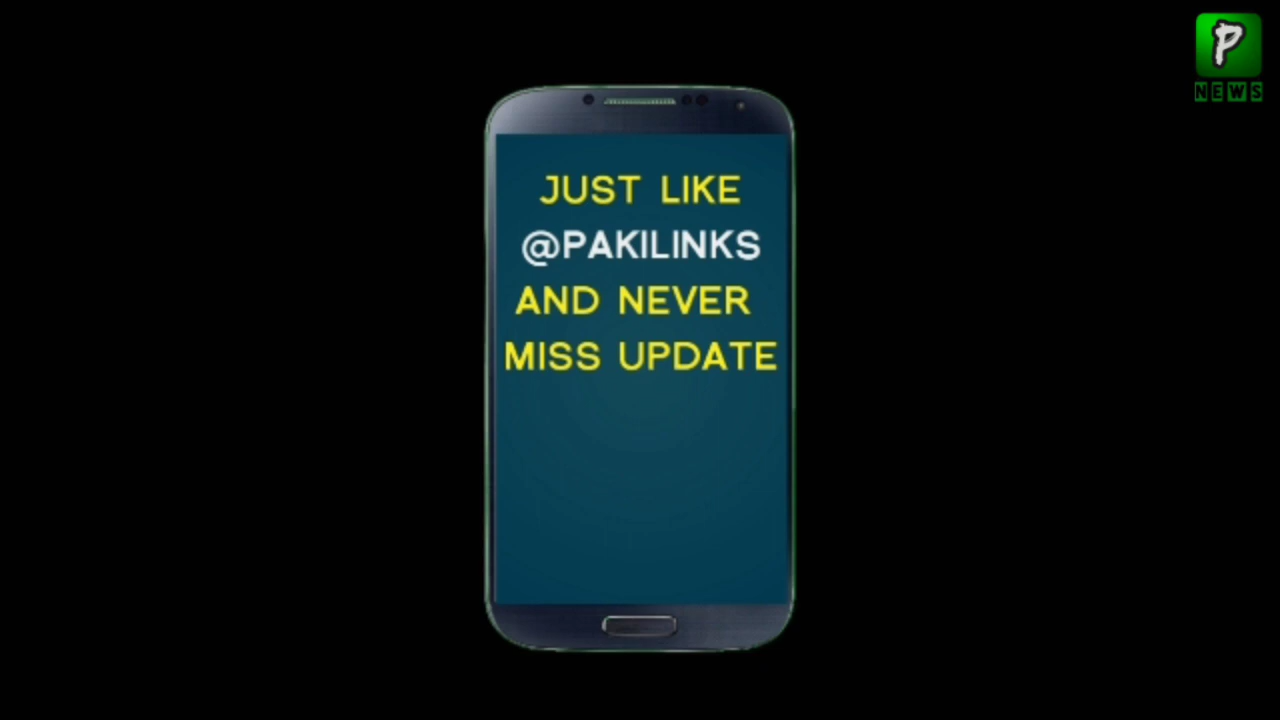 P
NEWS
JUST LIKE
@PAKILINKS
AND NEVER
MISS UPDATE